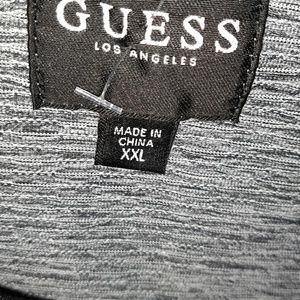 GUESS
LOS ANGELES
MADE IN
CHINA
XXL